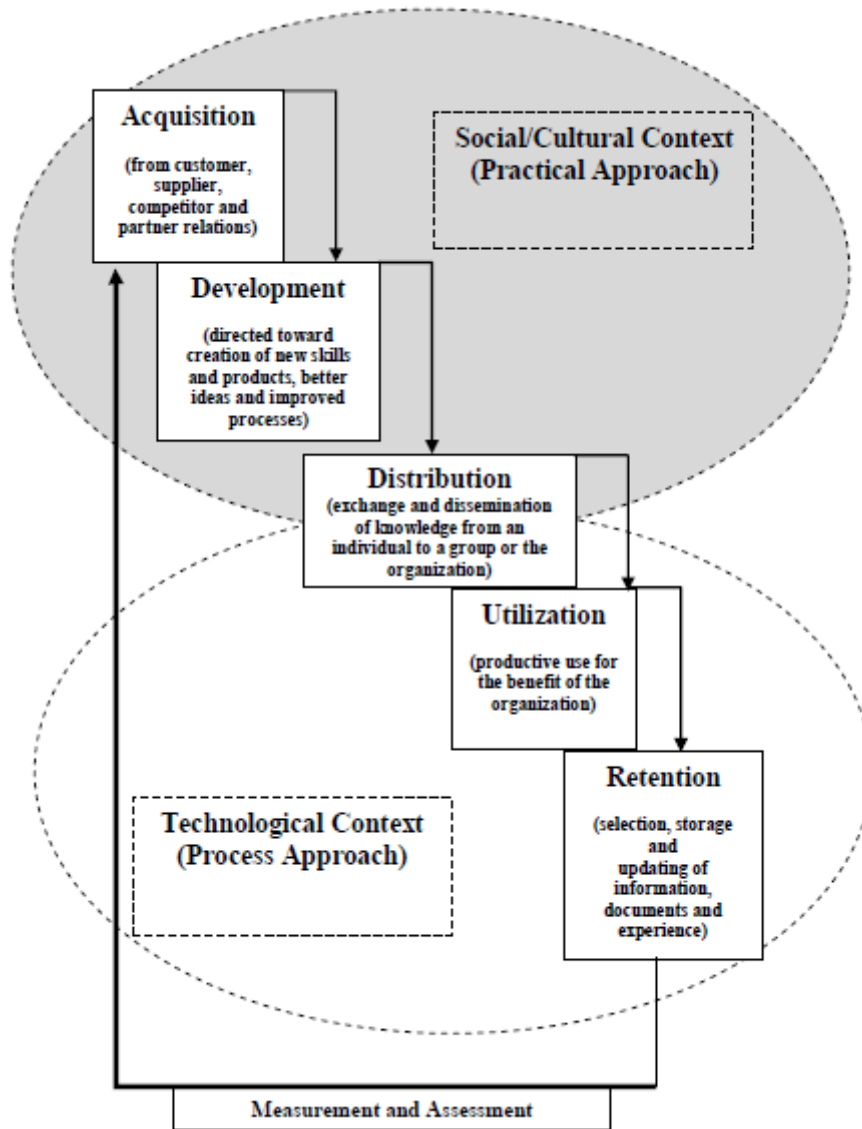 Acquisition
(from customer,
supplier,
competitor and
partner relations)
Social/Cultural Context
(Practical Approach)
Development
(directed toward
creation of new skills
and products, better
ideas and improved
processes)
Distribution
(exchange and dissemination
of knowledge from an
individual to a group or the
organization)
Utilization
(productive use for
the benefit of the
organization)
Retention
(selection, storage
and
updating of
information,
documents and
experience)
Technological Context
(Process Approach)
Measurement and Assessment